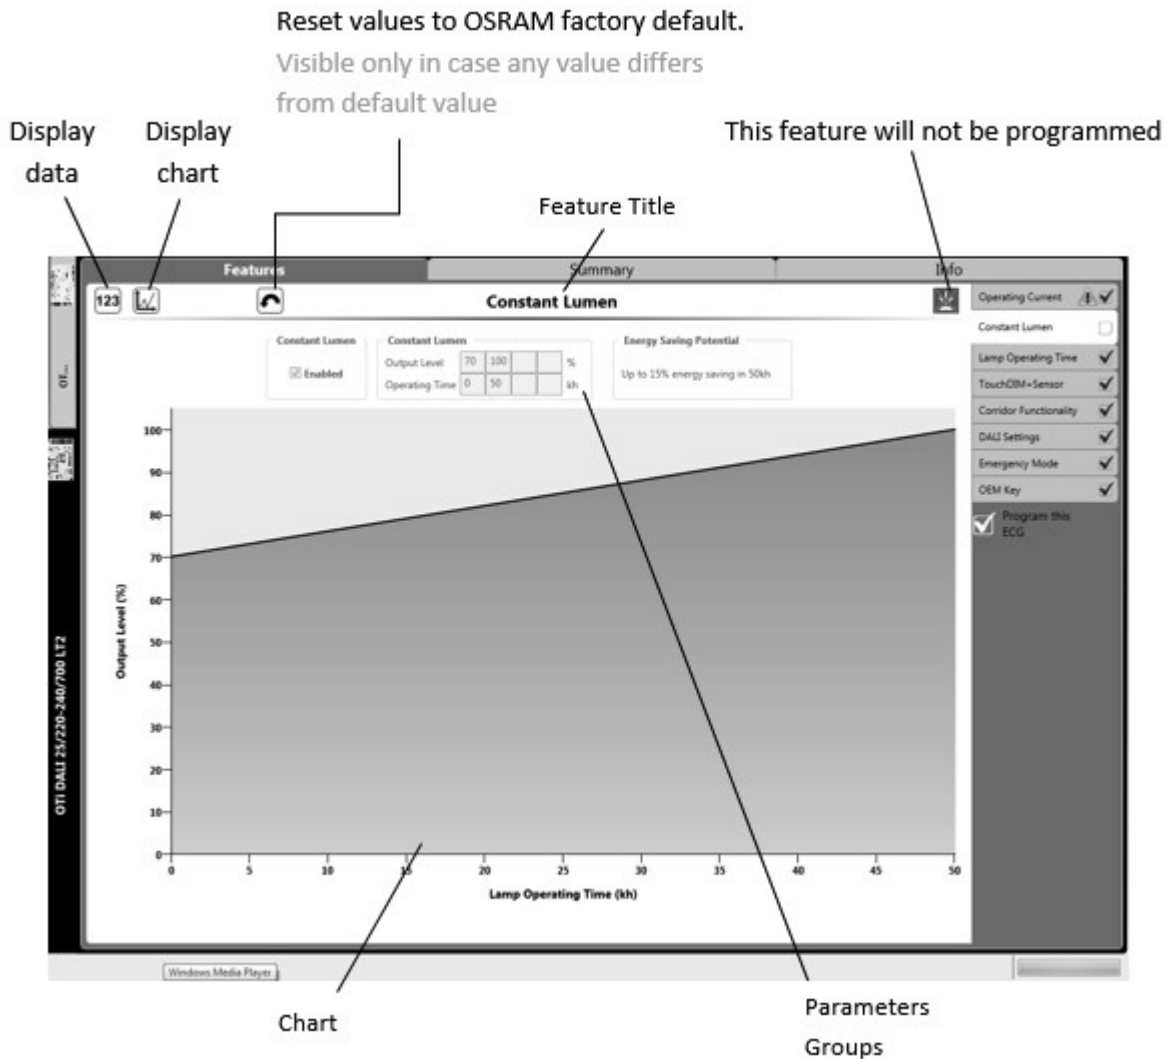 Reset values to OSRAM factory default.
Visible only in case any value differs
from default value
Display
data
Display
chart
This feature will not be programmed
Feature Title
Features
Summary
Info
123
Constant Lumen
Operating Current
Constant Lumen
Lamp Operating Time
TouchDIM+Sensor
Corridor Functionality
DALI Settings
Emergency Mode
OEM Key
Program this
ECG
Constant Lumen
Enabled
Constant Lumen
Output Level 70 100 %
Operating Time 0 50 kh
Energy Saving Potential
Up to 15% energy saving in 50kh
OT...
OTi DALI 25/220-240/700 LT2
Output Level (%)
100
90
80
70
60
50
40
30
20
10
0
0 5 10 15 20 25 30 35 40 45 50
Lamp Operating Time (kh)
Windows Media Player
Chart
Parameters
Groups